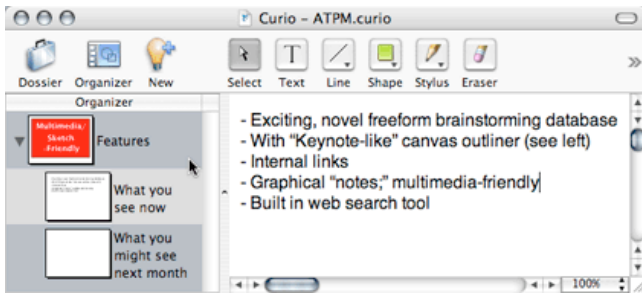 Curio – ATPM.curio
Dossier Organizer New Select Text Line Shape Stylus Eraser
Organizer
Multimedia/
Sketch
-Friendly
Features
What you
see now
What you
might see
next month
- Exciting, novel freeform brainstorming database
- With “Keynote-like” canvas outliner (see left)
- Internal links
- Graphical “notes;” multimedia-friendly
- Built in web search tool
100%